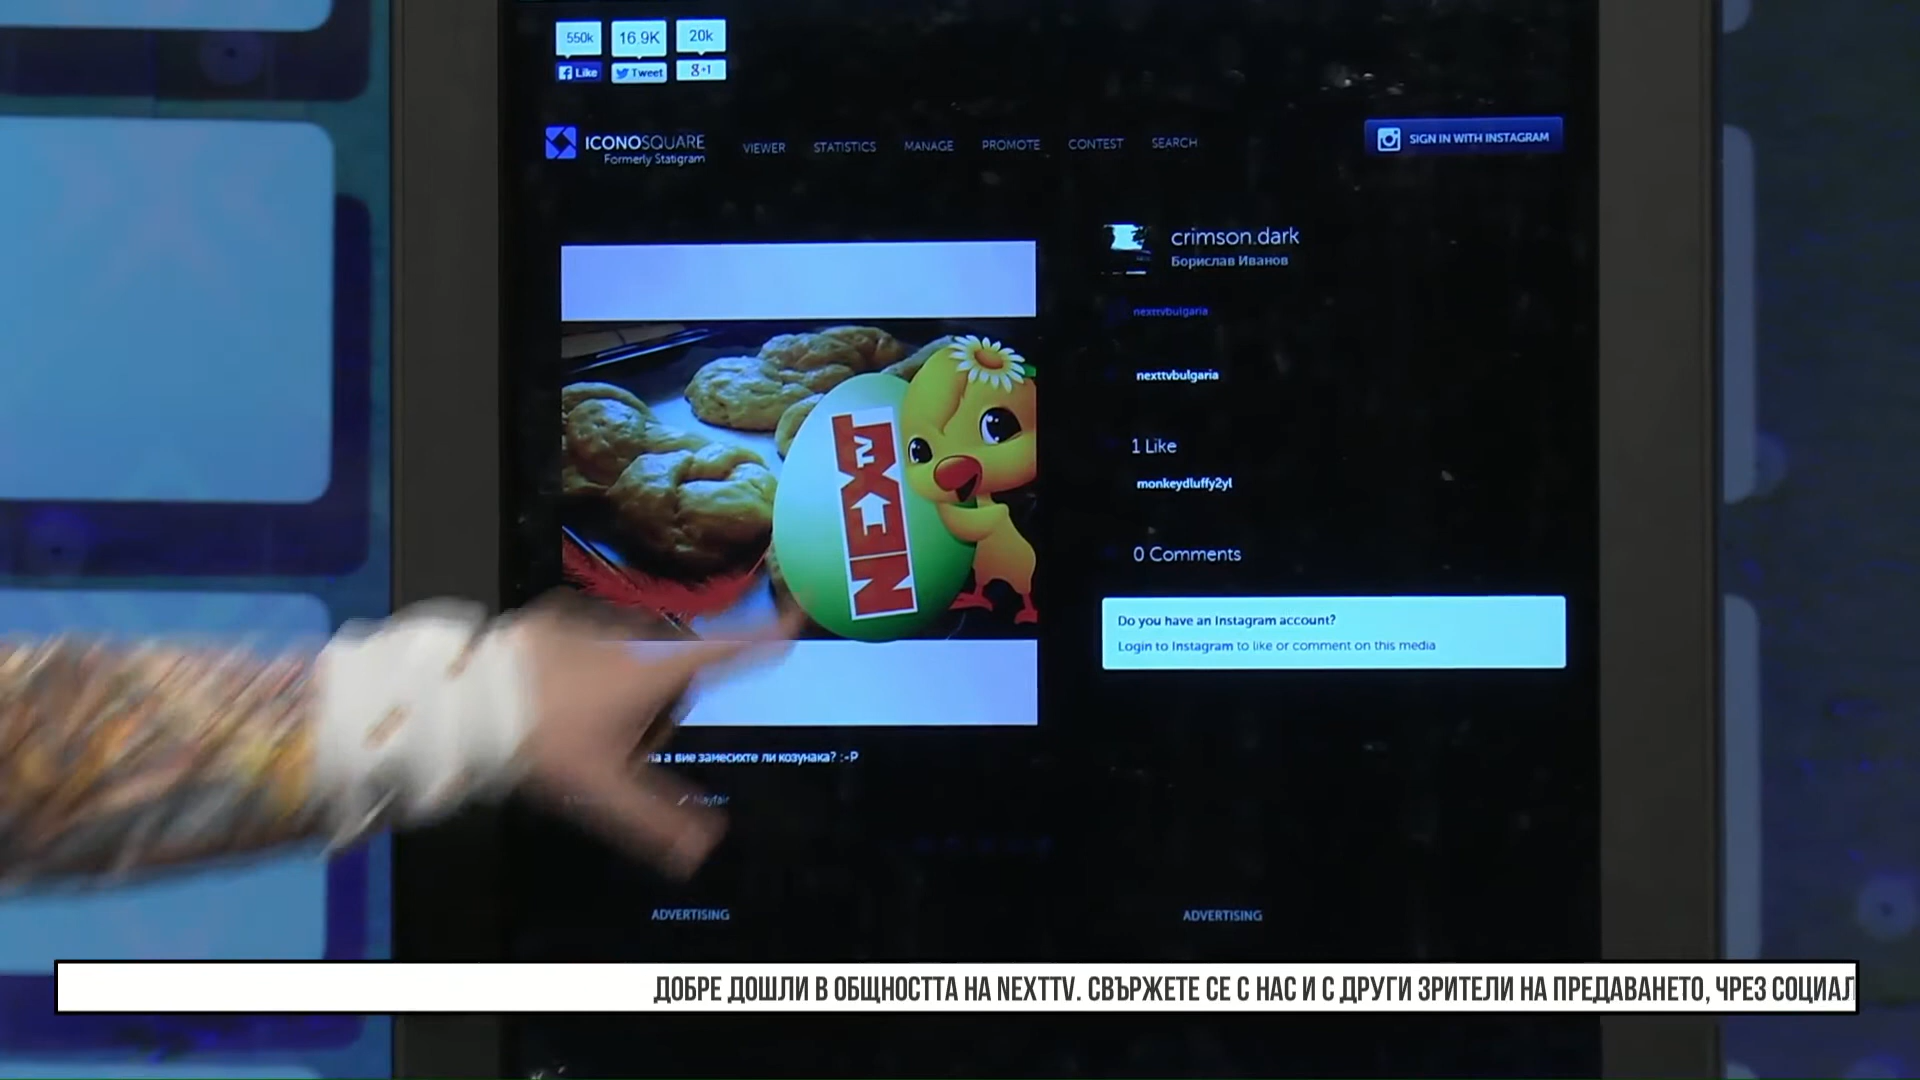 550k 16.9K 20k
Like Tweet g+1
ICONOSQUARE
Formerly Statigram
VIEWER STATISTICS MANAGE PROMOTE CONTEST SEARCH
SIGN IN WITH INSTAGRAM
crimson.dark
Борислав Иванов
nexttvbulgaria
nexttvbulgaria
1 Like
monkeydluffy2yl
0 Comments
Do you have an Instagram account?
Login to Instagram to like or comment on this media
NEXT TV
а вие замесихте ли козунака? :-P
Nayfair
ADVERTISING
ADVERTISING
ДОБРЕ ДОШЛИ В ОБЩНОСТТА НА NEXTTV. СВЪРЖЕТЕ СЕ С НАС И С ДРУГИ ЗРИТЕЛИ НА ПРЕДАВАНЕТО, ЧРЕЗ СОЦИАЛ